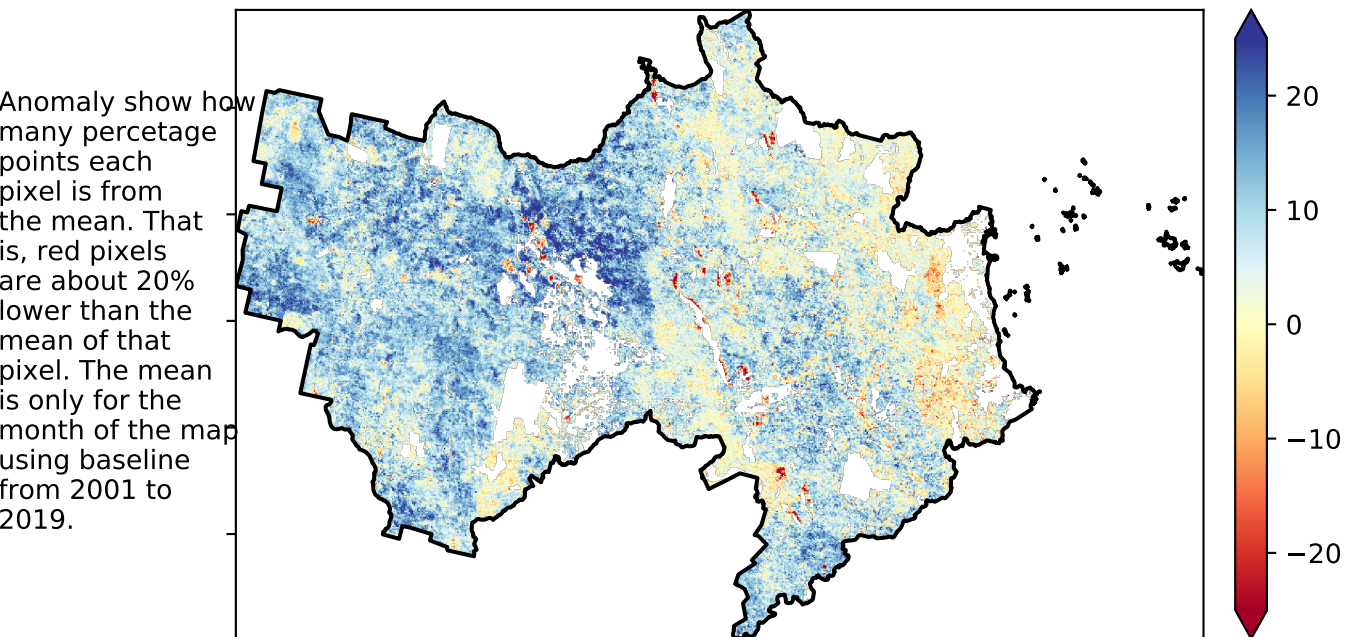 Anomaly show how
many percetage
points each
pixel is from
the mean. That
is, red pixels
are about 20%
lower than the
mean of that
pixel. The mean
is only for the
month of the map
using baseline
from 2001 to
2019.
20
10
0
−10
−20